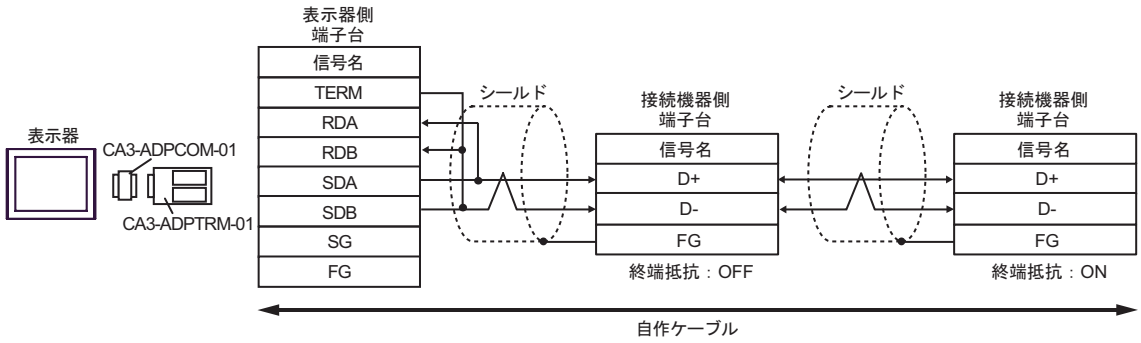 表示器
CA3-ADPCOM-01
CA3-ADPTRM-01
表示器側
端子台
信号名
TERM
RDA
RDB
SDA
SDB
SG
FG
シールド
接続機器側
端子台
信号名
D+
D-
FG
終端抵抗：OFF
シールド
接続機器側
端子台
信号名
D+
D-
FG
終端抵抗：ON
自作ケーブル